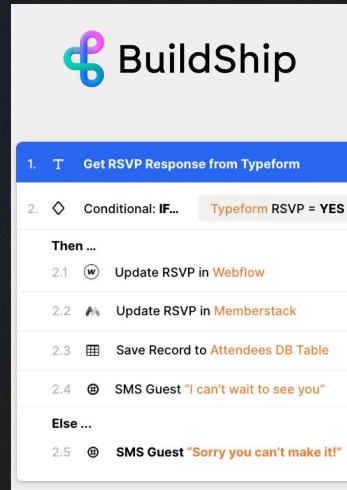 BuildShip
1. T Get RSVP Response from Typeform
2. Conditional: IF... Typeform RSVP = YES
Then ...
2.1 W Update RSVP in Webflow
2.2 Update RSVP in Memberstack
2.3 Save Record to Attendees DB Table
2.4 SMS Guest “I can’t wait to see you”
Else ...
2.5 SMS Guest “Sorry you can’t make it!”